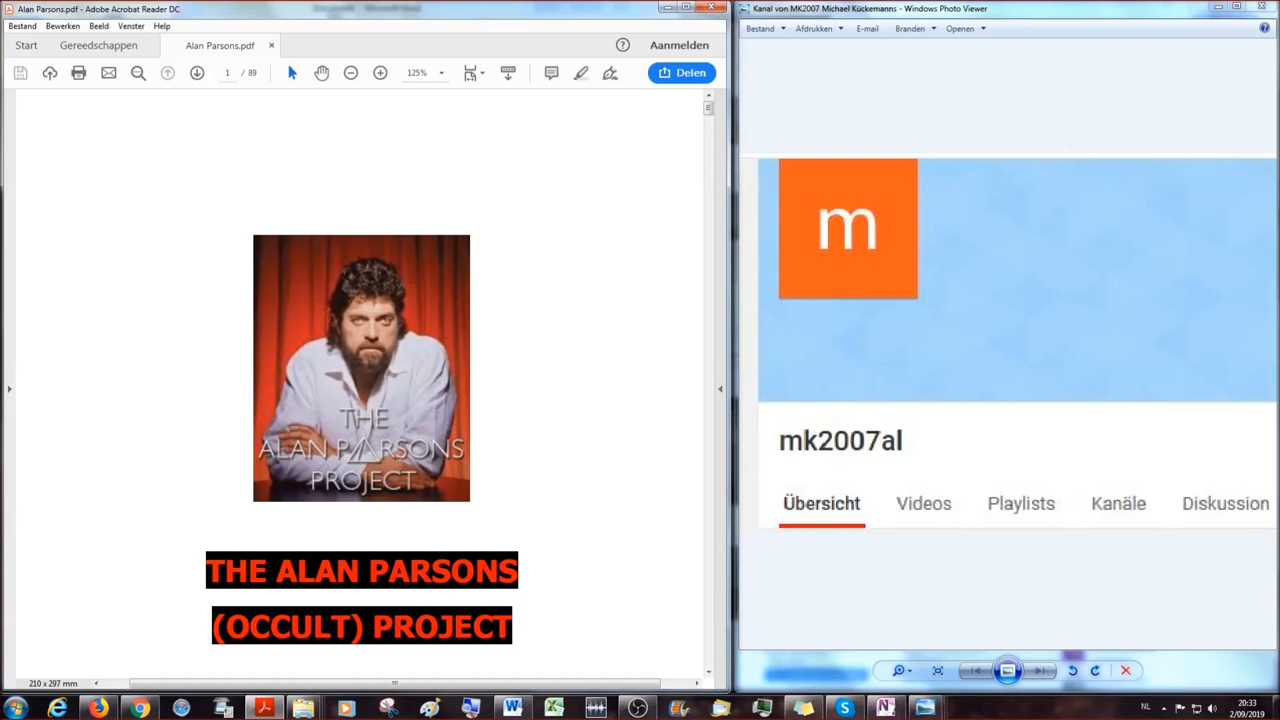 Alan Parsons.pdf - Adobe Acrobat Reader DC
Bestand Bewerken Beeld Venster Help
Start Gereedschappen Alan Parsons.pdf × Aanmelden
1 / 89 125% Delen
THE
ALAN PARSONS
PROJECT
THE ALAN PARSONS
(OCCULT) PROJECT
210 x 297 mm
Kanal von MK2007 Michael Kückemanns - Windows Photo Viewer
Bestand Afdrukken E-mail Branden Openen
m
mk2007al
Übersicht Videos Playlists Kanäle Diskussion
NL 20:33
2/09/2019